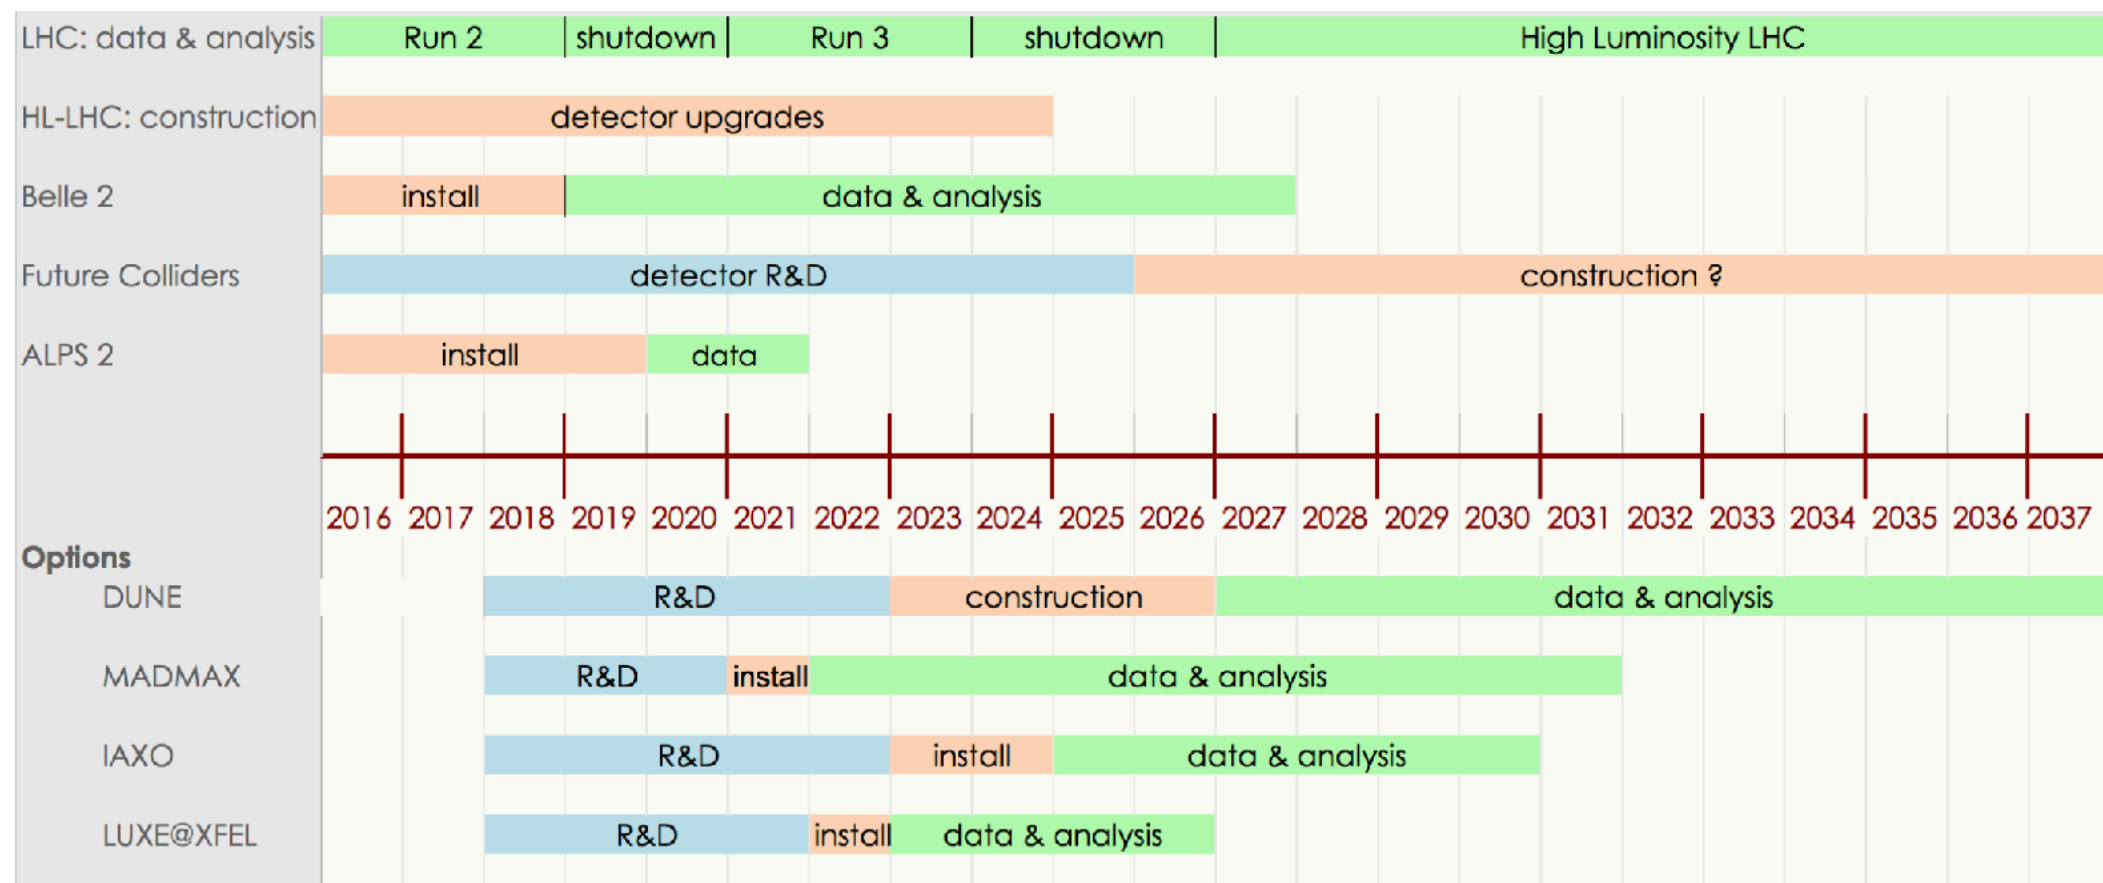 LHC: data & analysis Run 2 shutdown Run 3 shutdown High Luminosity LHC
HL-LHC: construction detector upgrades
Belle 2 install data & analysis
Future Colliders detector R&D construction ?
ALPS 2 install data
2016 2017 2018 2019 2020 2021 2022 2023 2024 2025 2026 2027 2028 2029 2030 2031 2032 2033 2034 2035 2036 2037
Options
DUNE R&D construction data & analysis
MADMAX R&D install data & analysis
IAXO R&D install data & analysis
LUXE@XFEL R&D install data & analysis